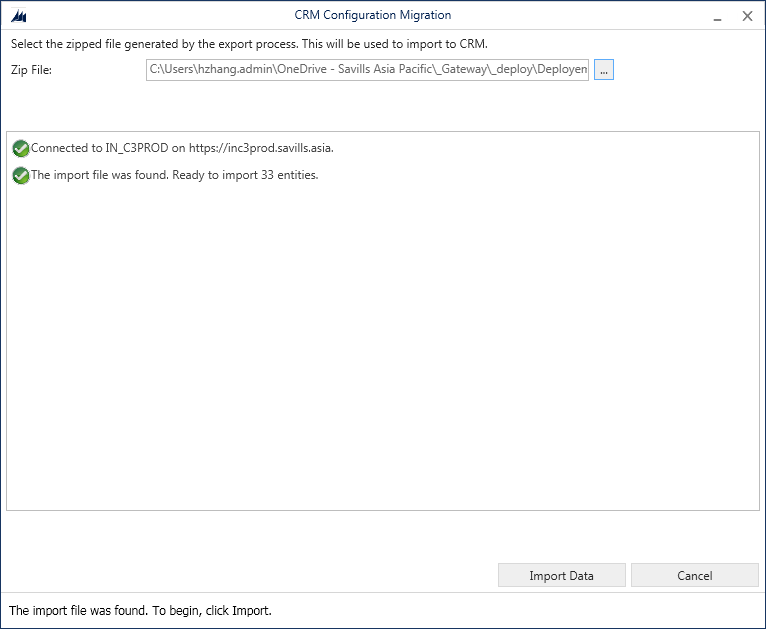 CRM Configuration Migration
Select the zipped file generated by the export process. This will be used to import to CRM.
Zip File: C:\Users\hzhang.admin\OneDrive - Savills Asia Pacific\_Gateway\_deploy\Deployen ...
Connected to IN_C3PROD on https://inc3prod.savills.asia.
The import file was found. Ready to import 33 entities.
Import Data Cancel
The import file was found. To begin, click Import.